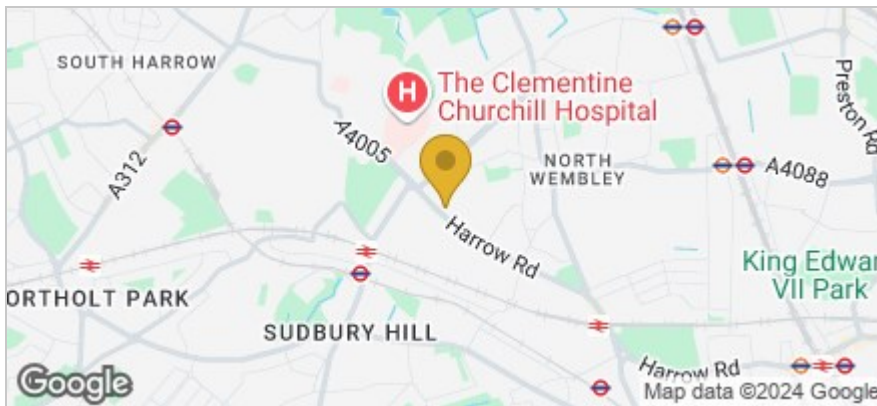 SOUTH HARROW
The Clementine
Churchill Hospital
H
A4005
A312
Preston Rd
NORTH
WEMBLEY
A4088
Harrow Rd
King Edwar
VII Park
ORTHOLT PARK
SUDBURY HILL
Harrow Rd
Google
Map data ©2024 Google